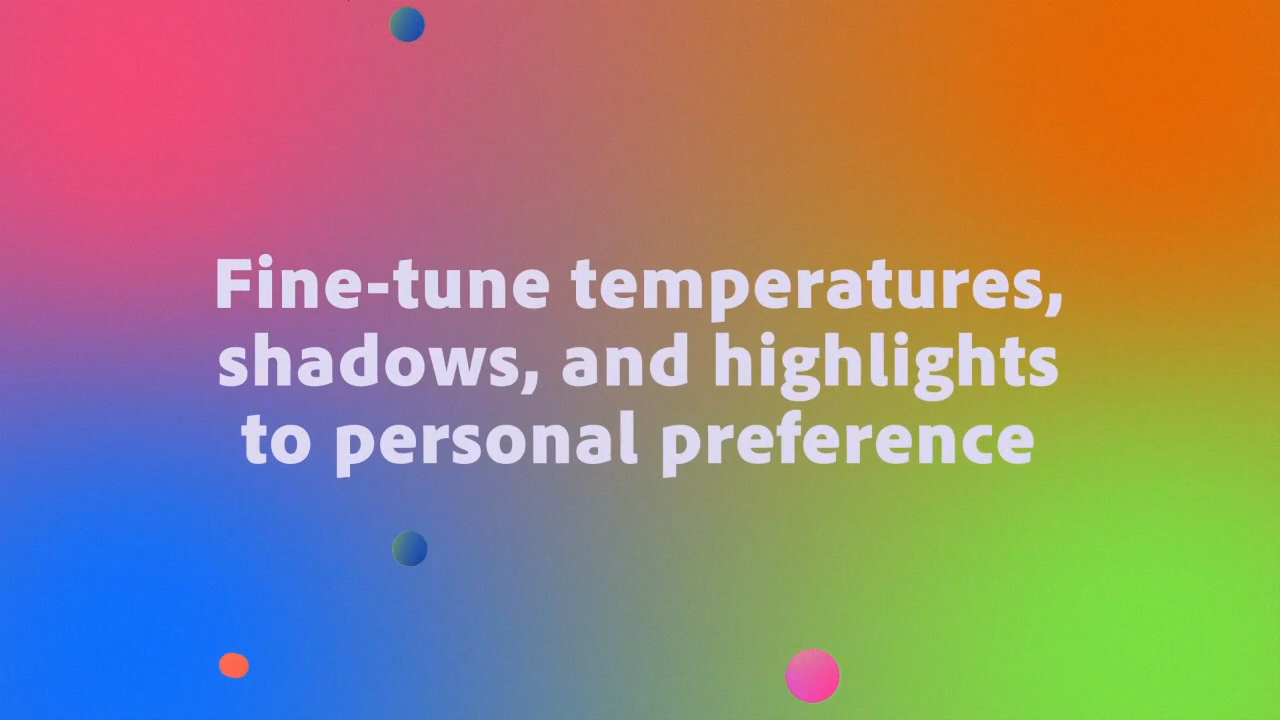 Fine-tune temperatures,
shadows, and highlights
to personal preference